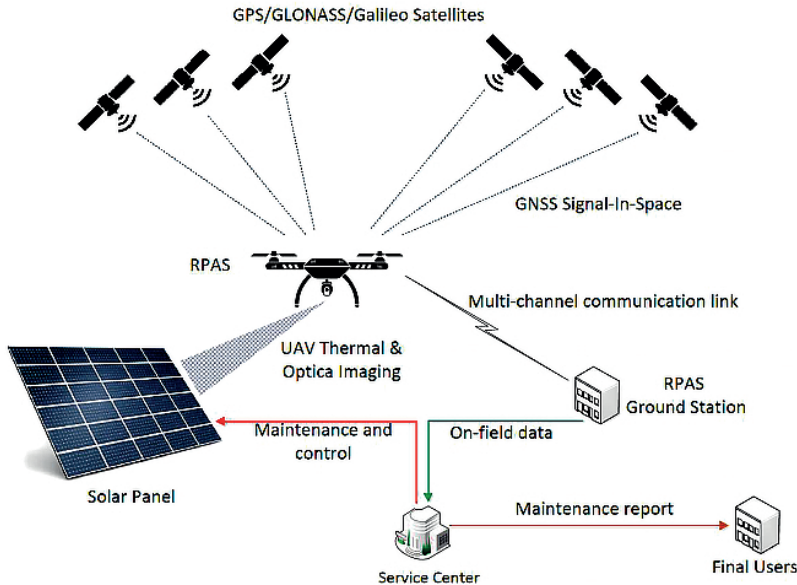 GPS/GLONASS/Galileo Satellites
GNSS Signal-In-Space
RPAS
Multi-channel communication link
UAV Thermal &
Optica Imaging
RPAS
Ground Station
Maintenance and
control
On-field data
Solar Panel
Maintenance report
Service Center
Final Users